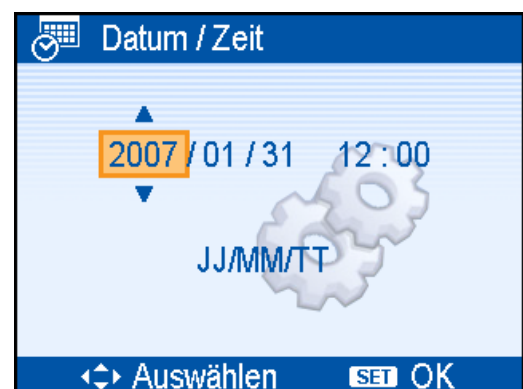 Datum / Zeit
2007 / 01 / 31 12 : 00
JJ/MM/TT
Auswählen SET OK